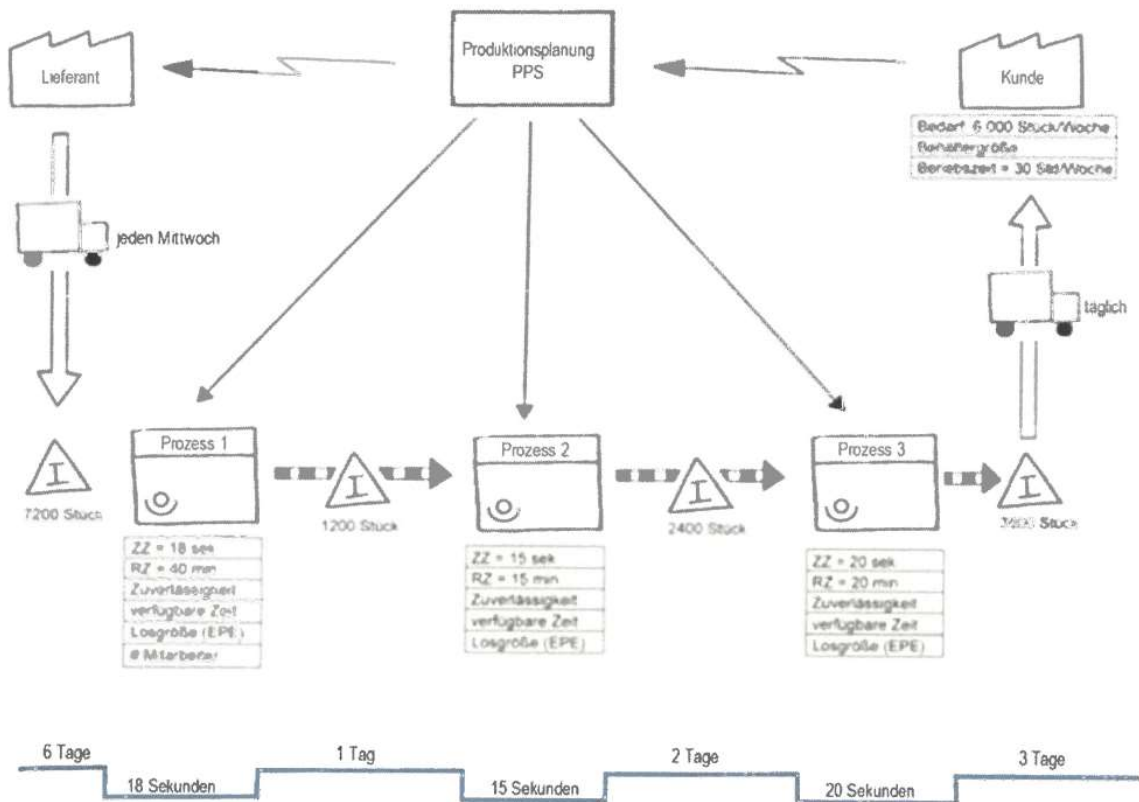 Lieferant
Produktionsplanung
PPS
Kunde
Bedarf 6 000 Stück/Woche
Behältergröße
Betriebszeit = 30 Std/Woche
jeden Mittwoch
täglich
Prozess 1
Prozess 2
Prozess 3
I
I
I
I
7200 Stück
1200 Stück
2400 Stück
3600 Stück
ZZ = 18 sek
RZ = 40 min
Zuverlässigkeit
verfügbare Zeit
Losgröße (EPE)
# Mitarbeiter
ZZ = 15 sek
RZ = 15 min
Zuverlässigkeit
verfügbare Zeit
Losgröße (EPE)
ZZ = 20 sek
RZ = 20 min
Zuverlässigkeit
verfügbare Zeit
Losgröße (EPE)
6 Tage
18 Sekunden
1 Tag
15 Sekunden
2 Tage
20 Sekunden
3 Tage